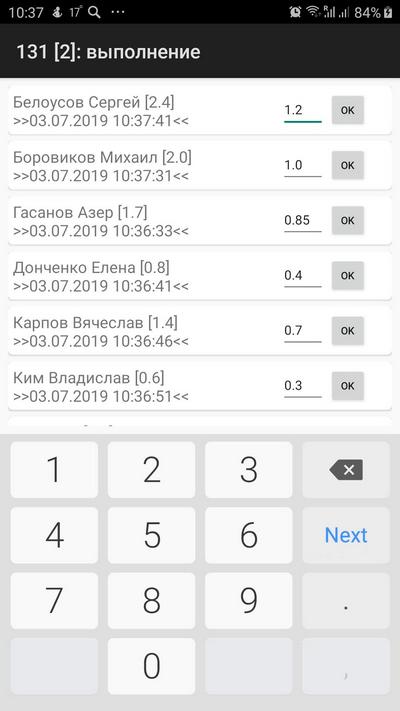 10:37 17° ... 84%
131 [2]: выполнение
Белоусов Сергей [2.4]
>>03.07.2019 10:37:41<<
1.2
OK
Боровиков Михаил [2.0]
>>03.07.2019 10:37:31<<
1.0
OK
Гасанов Азер [1.7]
>>03.07.2019 10:36:33<<
0.85
OK
Донченко Елена [0.8]
>>03.07.2019 10:36:41<<
0.4
OK
Карпов Вячеслав [1.4]
>>03.07.2019 10:36:46<<
0.7
OK
Ким Владислав [0.6]
>>03.07.2019 10:36:51<<
0.3
OK
1 2 3
4 5 6 Next
7 8 9 .
0 ,